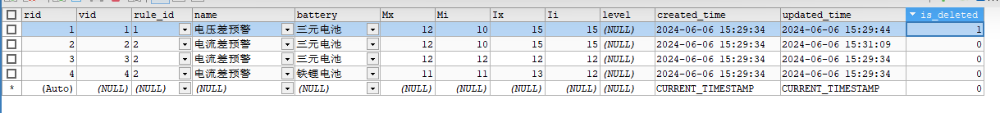 rid vid rule_id name battery Mx Mi Ix Ii level created_time updated_time is_deleted
1 1 1 电压差预警 三元电池 12 10 15 15 (NULL) 2024-06-06 15:29:34 2024-06-06 15:29:44 1
2 2 2 电流差预警 三元电池 12 10 15 15 (NULL) 2024-06-06 15:29:34 2024-06-06 15:31:09 0
3 3 2 电流差预警 三元电池 12 12 12 12 (NULL) 2024-06-06 15:29:34 2024-06-06 15:29:34 0
4 4 2 电流差预警 铁锂电池 11 11 13 12 (NULL) 2024-06-06 15:29:34 2024-06-06 15:29:34 0
* (Auto) (NULL) (NULL) (NULL) (NULL) (NULL) (NULL) (NULL) (NULL) (NULL) CURRENT_TIMESTAMP CURRENT_TIMESTAMP 0